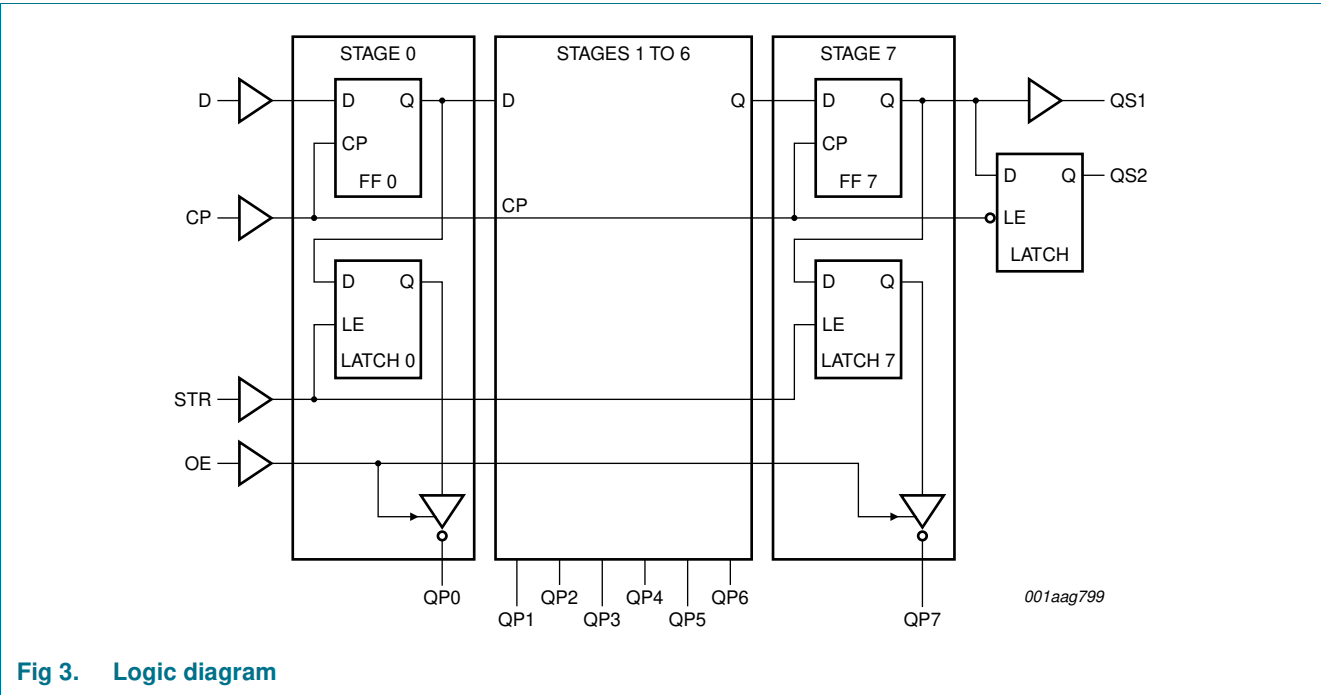 STAGE 0
STAGES 1 TO 6
STAGE 7
D
D
Q
D
Q
D
Q
QS1
CP
FF 0
CP
FF 7
D
Q
QS2
CP
CP
LE
LATCH
D
Q
LE
LATCH 0
D
Q
LE
LATCH 7
STR
OE
QP0
QP1
QP2
QP3
QP4
QP5
QP6
QP7
001aag799
Fig 3. Logic diagram